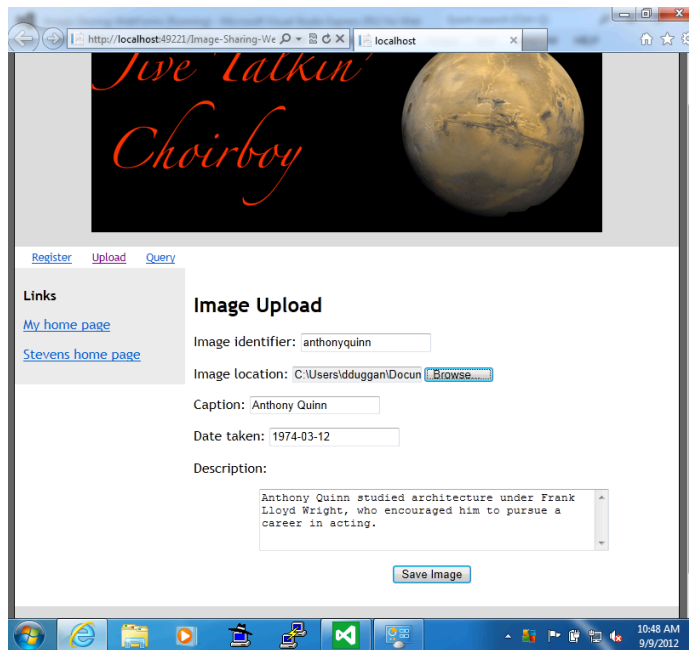 http://localhost:49221/Image-Sharing-We
localhost
Jive Talkin'
Choirboy
Register Upload Query
Links
My home page
Stevens home page
Image Upload
Image identifier: anthonyquinn
Image location: C:\Users\dduggan\Docun Browse...
Caption: Anthony Quinn
Date taken: 1974-03-12
Description:
Anthony Quinn studied architecture under Frank
Lloyd Wright, who encouraged him to pursue a
career in acting.
Save Image
10:48 AM
9/9/2012